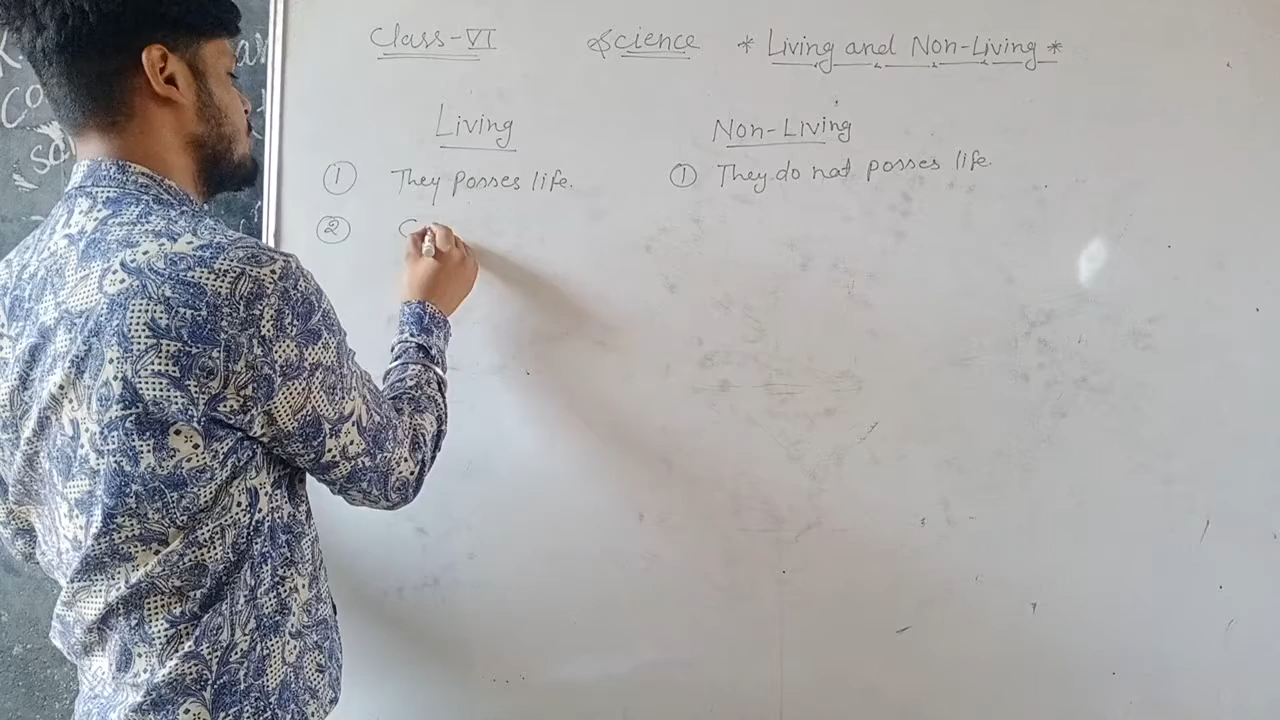 Class-VI Science * Living and Non-Living *
Living Non-Living
① They posses life. ① They do not posses life.
②